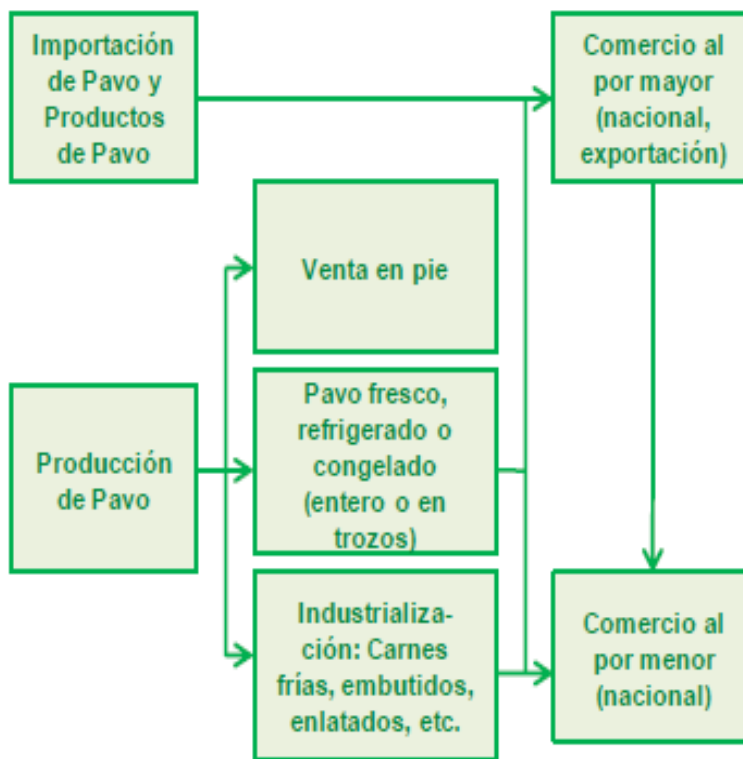 Importación
de Pavo y
Productos
de Pavo
Comercio al
por mayor
(nacional,
exportación)
Venta en pie
Producción
de Pavo
Pavo fresco,
refrigerado o
congelado
(entero o en
trozos)
Industrializa-
ción: Carnes
frías, embutidos,
enlatados, etc.
Comercio al
por menor
(nacional)